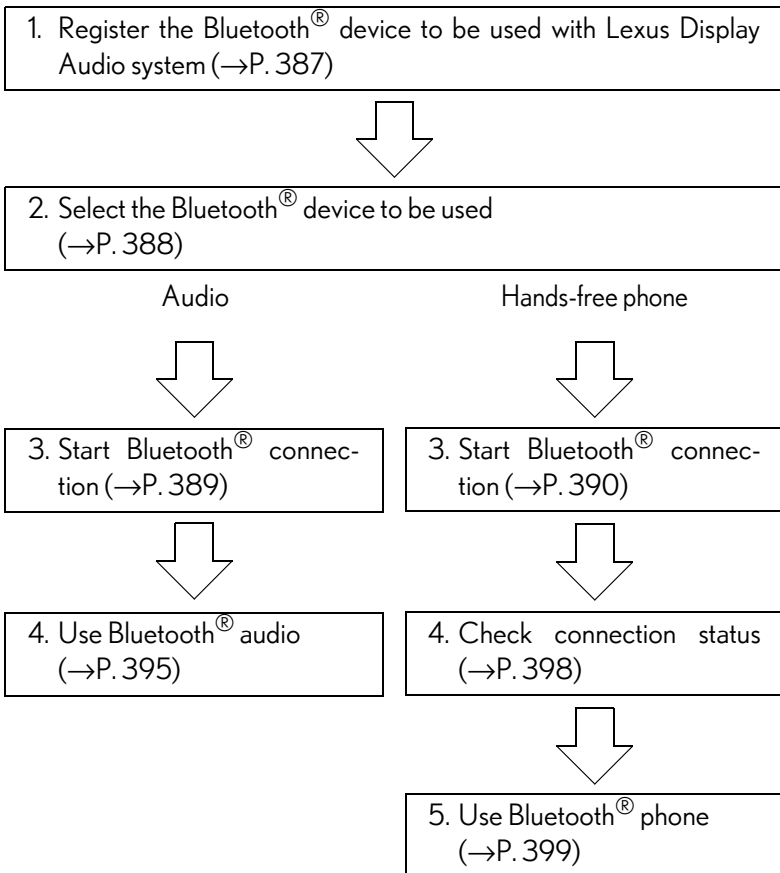 1. Register the Bluetooth® device to be used with Lexus Display
Audio system (→P. 387)
2. Select the Bluetooth® device to be used
(→P. 388)
Audio
Hands-free phone
3. Start Bluetooth® connec-
tion (→P. 389)
3. Start Bluetooth® connec-
tion (→P. 390)
4. Use Bluetooth® audio
(→P. 395)
4. Check connection status
(→P. 398)
5. Use Bluetooth® phone
(→P. 399)